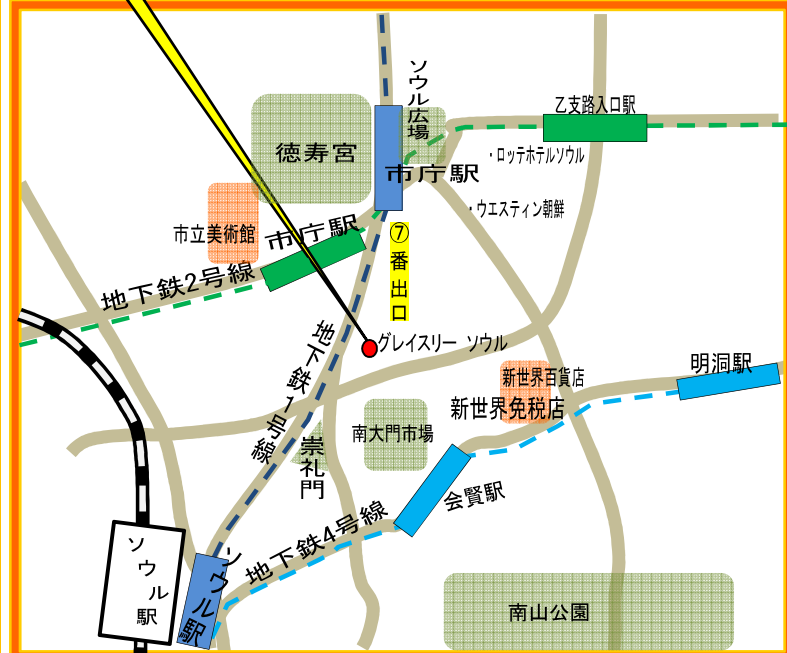 ソウル広場
乙支路入口駅
徳寿宮
・ロッテホテルソウル
市庁駅
・ウエスティン朝鮮
市立美術館
市庁駅
⑦番出口
地下鉄2号線
グレイスリー ソウル
地下鉄1号線
新世界百貨店
明洞駅
新世界免税店
南大門市場
崇礼門
会賢駅
地下鉄4号線
ソウル駅
ソウル駅
南山公園